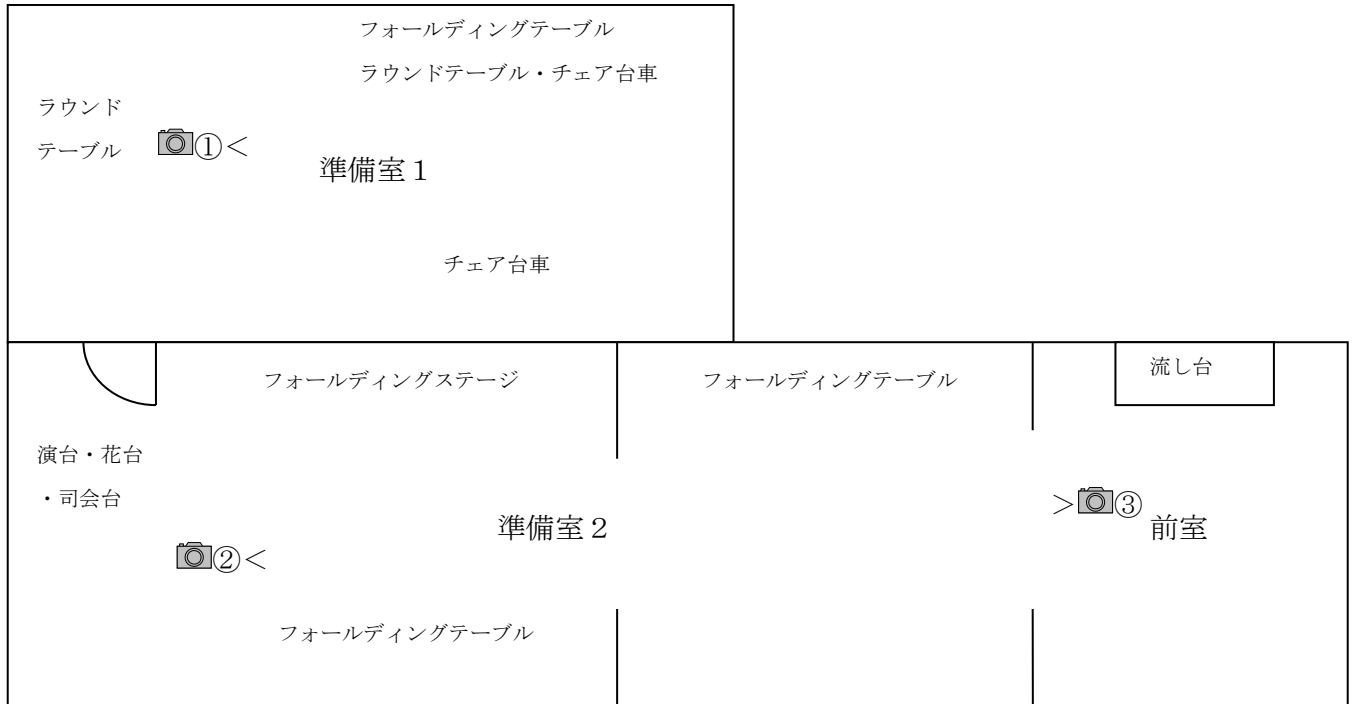 フォールディングテーブル
ラウンドテーブル・チェア台車
ラウンド
テーブル
①<
準備室１
チェア台車
フォールディングステージ
フォールディングテーブル
流し台
演台・花台
・司会台
準備室２
>③
前室
②<
フォールディングテーブル